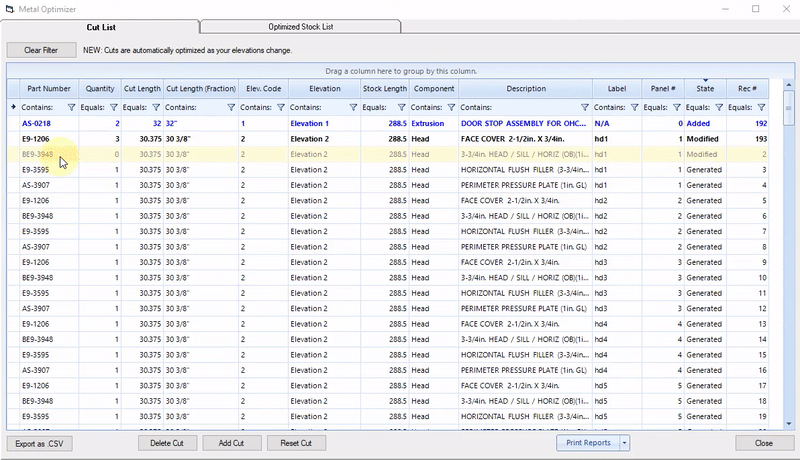 Metal Optimizer
Cut List
Optimized Stock List
Clear Filter
NEW: Cuts are automatically optimized as your elevations change.
Drag a column here to group by this column.
Part Number Quantity Cut Length Cut Length (Fraction) Elev. Code Elevation Stock Length Component Description Label Panel # State Rec #
Contains: Equals: Equals: Contains: Contains: Contains: Equals: Contains: Contains: Contains: Equals: Contains: Equals:
AS-0218 2 32 32" 1 Elevation 1 288.5 Extrusion DOOR STOP ASSEMBLY FOR OHC... N/A 0 Added 192
E9-1206 3 30.375 30 3/8" 2 Elevation 2 288.5 Head FACE COVER 2-1/2in. X 3/4in. hd1 1 Modified 193
BE9-3948 0 30.375 30 3/8" 2 Elevation 2 288.5 Head 3-3/4in. HEAD / SILL / HORIZ (OB)(1i... hd1 1 Modified 2
E9-3595 1 30.375 30 3/8" 2 Elevation 2 288.5 Head HORIZONTAL FLUSH FILLER (3-3/4i... hd1 1 Generated 3
AS-3907 1 30.375 30 3/8" 2 Elevation 2 288.5 Head PERIMETER PRESSURE PLATE (1in. GL) hd1 1 Generated 4
E9-1206 1 30.375 30 3/8" 2 Elevation 2 288.5 Head FACE COVER 2-1/2in. X 3/4in. hd2 2 Generated 5
BE9-3948 1 30.375 30 3/8" 2 Elevation 2 288.5 Head 3-3/4in. HEAD / SILL / HORIZ (OB)(1i... hd2 2 Generated 6
E9-3595 1 30.375 30 3/8" 2 Elevation 2 288.5 Head HORIZONTAL FLUSH FILLER (3-3/4i... hd2 2 Generated 7
AS-3907 1 30.375 30 3/8" 2 Elevation 2 288.5 Head PERIMETER PRESSURE PLATE (1in. GL) hd2 2 Generated 8
E9-1206 1 30.375 30 3/8" 2 Elevation 2 288.5 Head FACE COVER 2-1/2in. X 3/4in. hd3 3 Generated 9
BE9-3948 1 30.375 30 3/8" 2 Elevation 2 288.5 Head 3-3/4in. HEAD / SILL / HORIZ (OB)(1i... hd3 3 Generated 10
E9-3595 1 30.375 30 3/8" 2 Elevation 2 288.5 Head HORIZONTAL FLUSH FILLER (3-3/4i... hd3 3 Generated 11
AS-3907 1 30.375 30 3/8" 2 Elevation 2 288.5 Head PERIMETER PRESSURE PLATE (1in. GL) hd3 3 Generated 12
E9-1206 1 30.375 30 3/8" 2 Elevation 2 288.5 Head FACE COVER 2-1/2in. X 3/4in. hd4 4 Generated 13
BE9-3948 1 30.375 30 3/8" 2 Elevation 2 288.5 Head 3-3/4in. HEAD / SILL / HORIZ (OB)(1i... hd4 4 Generated 14
E9-3595 1 30.375 30 3/8" 2 Elevation 2 288.5 Head HORIZONTAL FLUSH FILLER (3-3/4i... hd4 4 Generated 15
AS-3907 1 30.375 30 3/8" 2 Elevation 2 288.5 Head PERIMETER PRESSURE PLATE (1in. GL) hd4 4 Generated 16
E9-1206 1 30.375 30 3/8" 2 Elevation 2 288.5 Head FACE COVER 2-1/2in. X 3/4in. hd5 5 Generated 17
BE9-3948 1 30.375 30 3/8" 2 Elevation 2 288.5 Head 3-3/4in. HEAD / SILL / HORIZ (OB)(1i... hd5 5 Generated 18
E9-3595 1 30.375 30 3/8" 2 Elevation 2 288.5 Head HORIZONTAL FLUSH FILLER (3-3/4i... hd5 5 Generated 19
Export as .CSV
Delete Cut
Add Cut
Reset Cut
Print Reports
Close